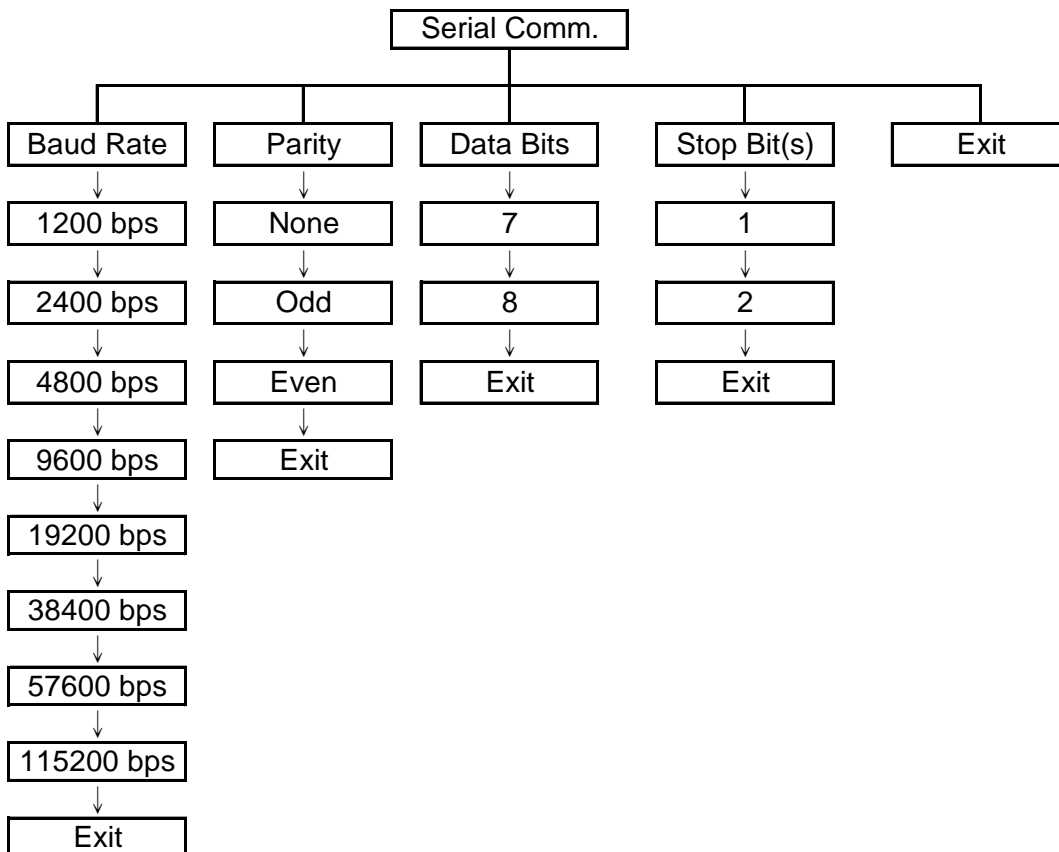 Serial Comm.
Baud Rate
Parity
Data Bits
Stop Bit(s)
Exit
1200 bps
None
7
1
2400 bps
Odd
8
2
4800 bps
Even
Exit
Exit
9600 bps
Exit
19200 bps
38400 bps
57600 bps
115200 bps
Exit